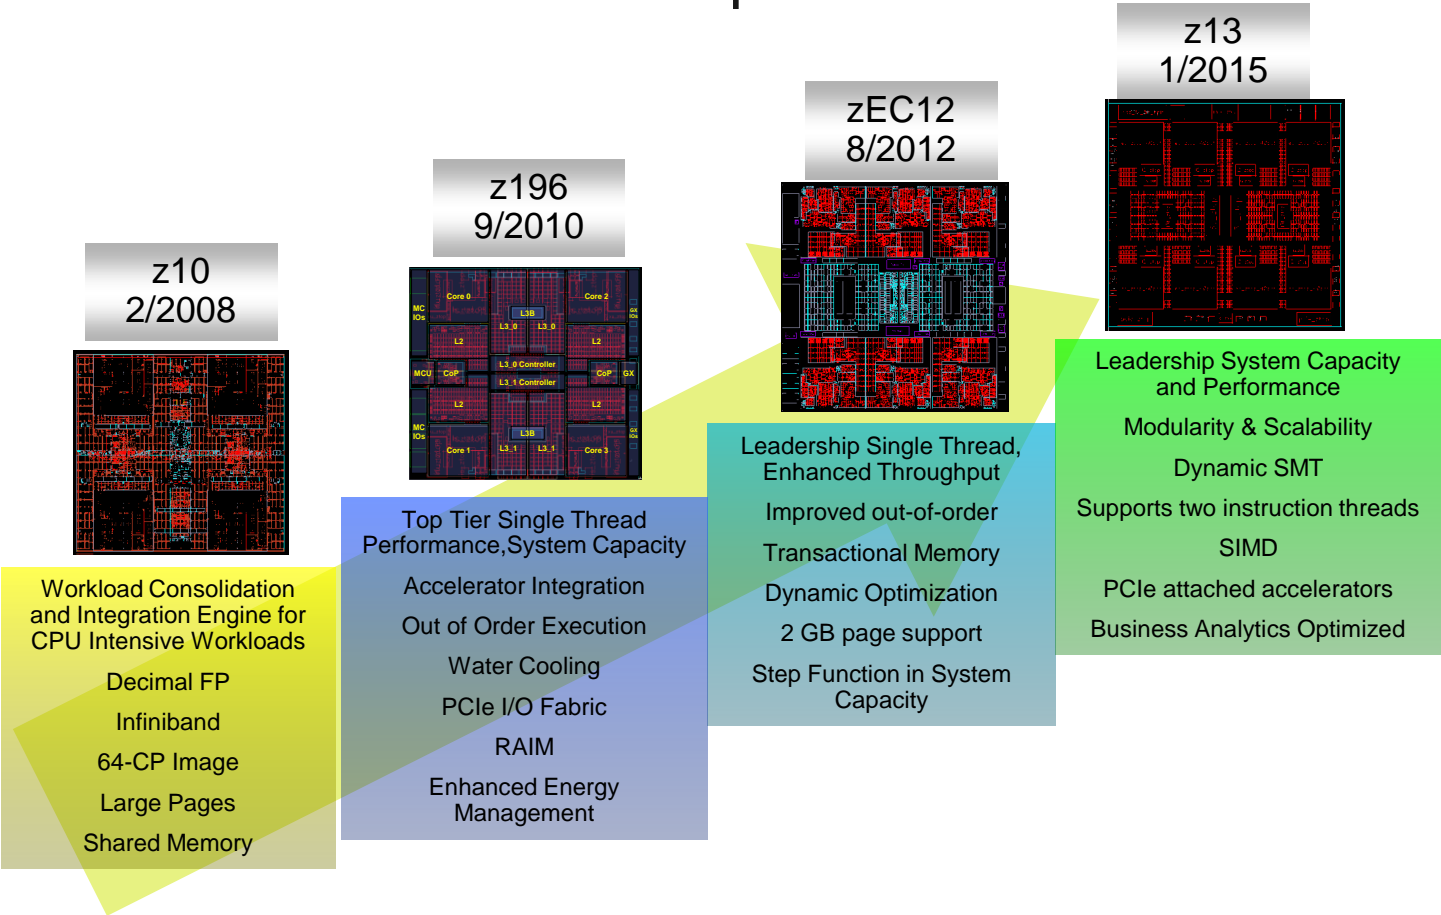 z10
2/2008
Workload Consolidation
and Integration Engine for
CPU Intensive Workloads
Decimal FP
Infiniband
64-CP Image
Large Pages
Shared Memory
z196
9/2010
MC
IOs
Core 0
L3B
Core 2
GX
IOs
L3_0
L3_0
L2
L2
MCU
CoP
L3_0 Controller
L3_1 Controller
CoP
GX
L2
L2
MC
IOs
L3B
GX
IOs
Core 1
L3_1
L3_1
Core 3
Top Tier Single Thread
Performance,System Capacity
Accelerator Integration
Out of Order Execution
Water Cooling
PCIe I/O Fabric
RAIM
Enhanced Energy
Management
zEC12
8/2012
Leadership Single Thread,
Enhanced Throughput
Improved out-of-order
Transactional Memory
Dynamic Optimization
2 GB page support
Step Function in System
Capacity
z13
1/2015
Leadership System Capacity
and Performance
Modularity & Scalability
Dynamic SMT
Supports two instruction threads
SIMD
PCIe attached accelerators
Business Analytics Optimized